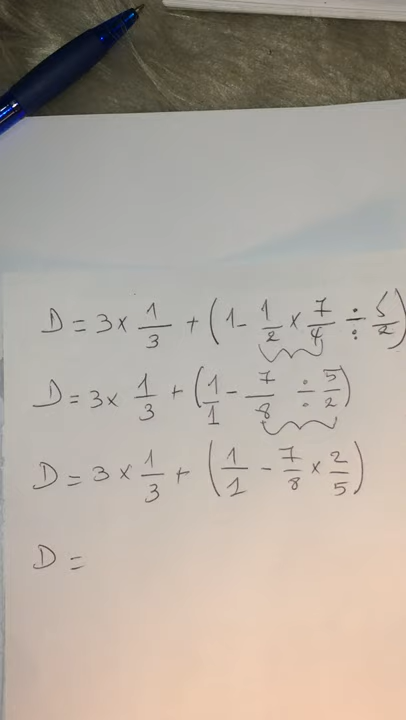 D = 3 × 1/3 + (1 - 1/2 × 7/4 ÷ 5/2)
D = 3 × 1/3 + (1/1 - 7/8 ÷ 5/2)
D = 3 × 1/3 + (1/1 - 7/8 × 2/5)
D =